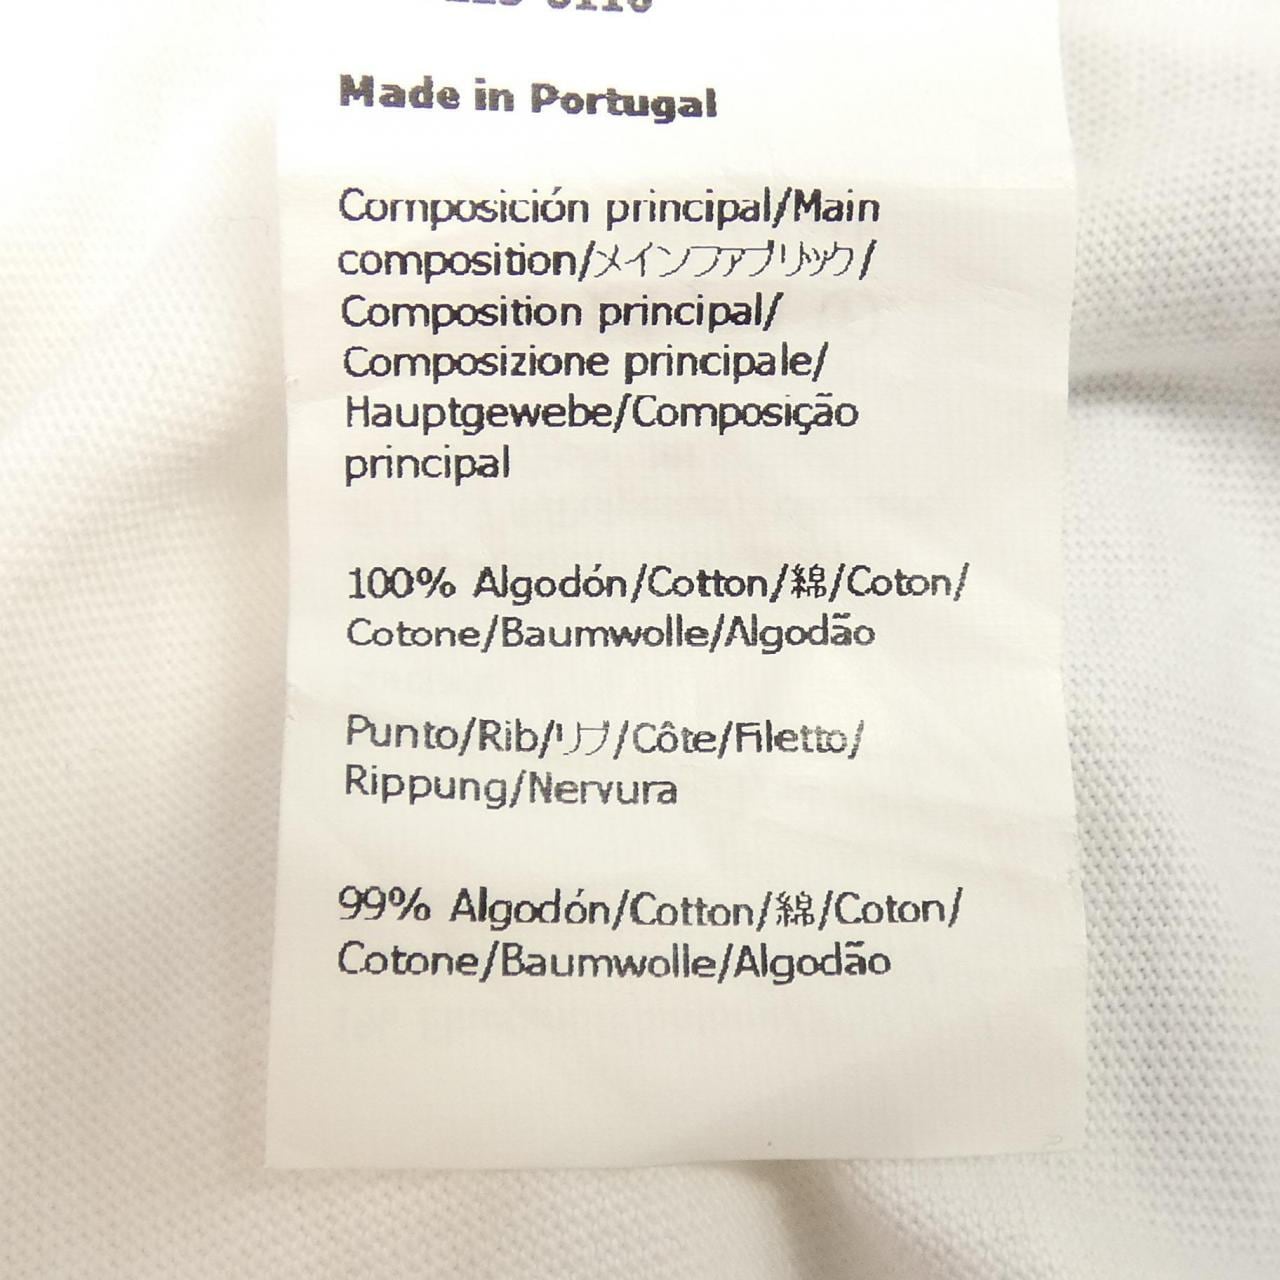 Made in Portugal
Composición principal/Main
composition/メインファブリック/
Composition principal/
Composizione principale/
Hauptgewebe/Composição
principal
100% Algodón/Cotton/綿/Coton/
Cotone/Baumwolle/Algodão
Punto/Rib/リブ/Côte/Filetto/
Rippung/Nervura
99% Algodón/Cotton/綿/Coton/
Cotone/Baumwolle/Algodão